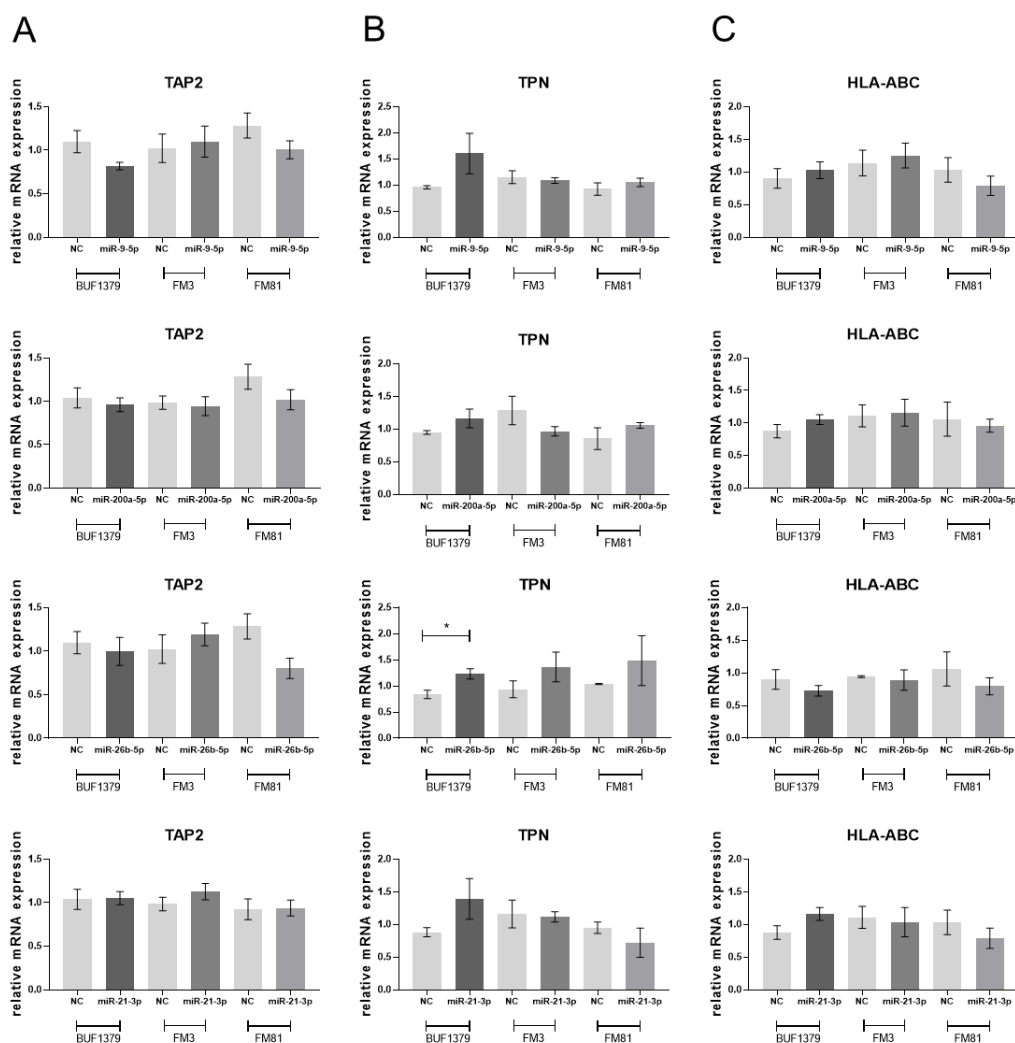 A
B
C
TAP2
TPN
HLA-ABC
relative mRNA expression
1.5
1.0
0.5
0.0
NC miR-9-5p NC miR-9-5p NC miR-9-5p
BUF1379 FM3 FM81
relative mRNA expression
2.5
2.0
1.5
1.0
0.5
0.0
NC miR-9-5p NC miR-9-5p NC miR-9-5p
BUF1379 FM3 FM81
relative mRNA expression
2.0
1.5
1.0
0.5
0.0
NC miR-9-5p NC miR-9-5p NC miR-9-5p
BUF1379 FM3 FM81
TAP2
TPN
HLA-ABC
relative mRNA expression
1.5
1.0
0.5
0.0
NC miR-200a-5p NC miR-200a-5p NC miR-200a-5p
BUF1379 FM3 FM81
relative mRNA expression
2.0
1.5
1.0
0.5
0.0
NC miR-200a-5p NC miR-200a-5p NC miR-200a-5p
BUF1379 FM3 FM81
relative mRNA expression
2.0
1.5
1.0
0.5
0.0
NC miR-200a-5p NC miR-200a-5p NC miR-200a-5p
BUF1379 FM3 FM81
TAP2
TPN
HLA-ABC
relative mRNA expression
1.5
1.0
0.5
0.0
NC miR-26b-5p NC miR-26b-5p NC miR-26b-5p
BUF1379 FM3 FM81
relative mRNA expression
2.5
2.0
1.5
1.0
0.5
0.0
*
NC miR-26b-5p NC miR-26b-5p NC miR-26b-5p
BUF1379 FM3 FM81
relative mRNA expression
2.0
1.5
1.0
0.5
0.0
NC miR-26b-5p NC miR-26b-5p NC miR-26b-5p
BUF1379 FM3 FM81
TAP2
TPN
HLA-ABC
relative mRNA expression
1.5
1.0
0.5
0.0
NC miR-21-3p NC miR-21-3p NC miR-21-3p
BUF1379 FM3 FM81
relative mRNA expression
2.0
1.5
1.0
0.5
0.0
NC miR-21-3p NC miR-21-3p NC miR-21-3p
BUF1379 FM3 FM81
relative mRNA expression
2.0
1.5
1.0
0.5
0.0
NC miR-21-3p NC miR-21-3p NC miR-21-3p
BUF1379 FM3 FM81